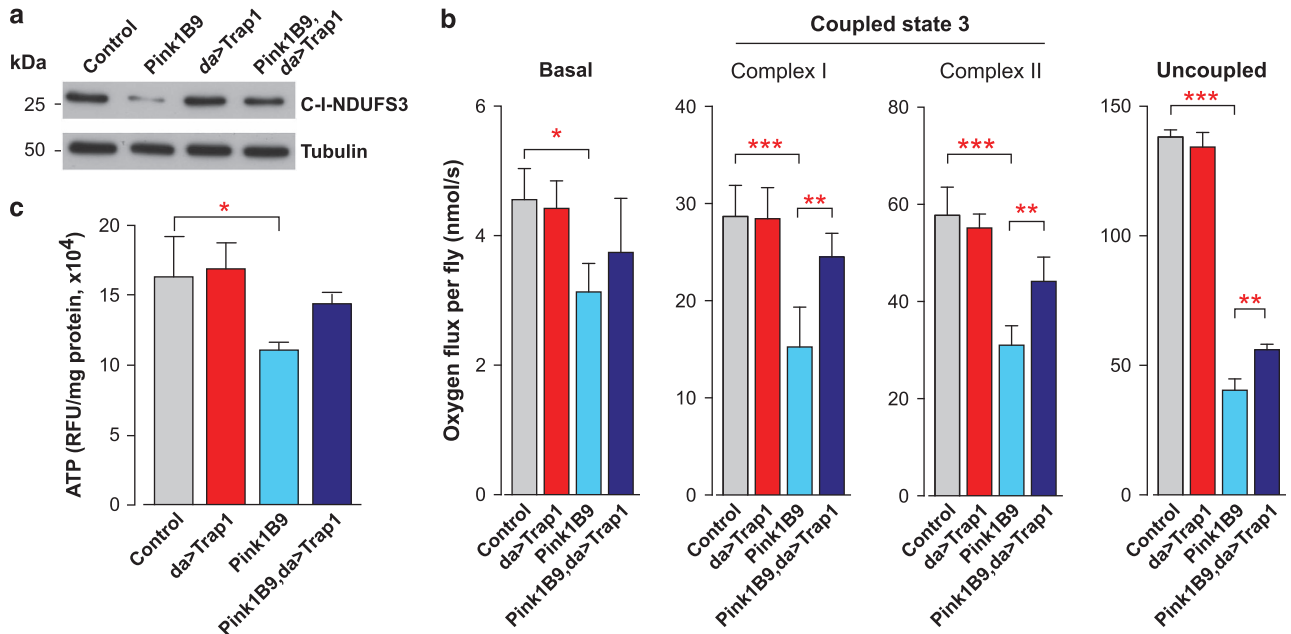 a
Control
Pink1B9
da>Trap1
Pink1B9,
da>Trap1
kDa
25
C-I-NDUFS3
50
Tubulin
b
Coupled state 3
Basal
Complex I
Complex II
Uncoupled
Oxygen flux per fly (nmol/s)
6
4
2
0
*
Control
da>Trap1
Pink1B9
Pink1B9,da>Trap1
40
30
20
10
0
***
**
Control
da>Trap1
Pink1B9
Pink1B9,da>Trap1
80
60
40
20
0
***
**
Control
da>Trap1
Pink1B9
Pink1B9,da>Trap1
150
100
50
0
***
**
Control
da>Trap1
Pink1B9
Pink1B9,da>Trap1
c
ATP (RFU/mg protein, x10⁴)
20
15
10
5
0
*
Control
da>Trap1
Pink1B9
Pink1B9,da>Trap1